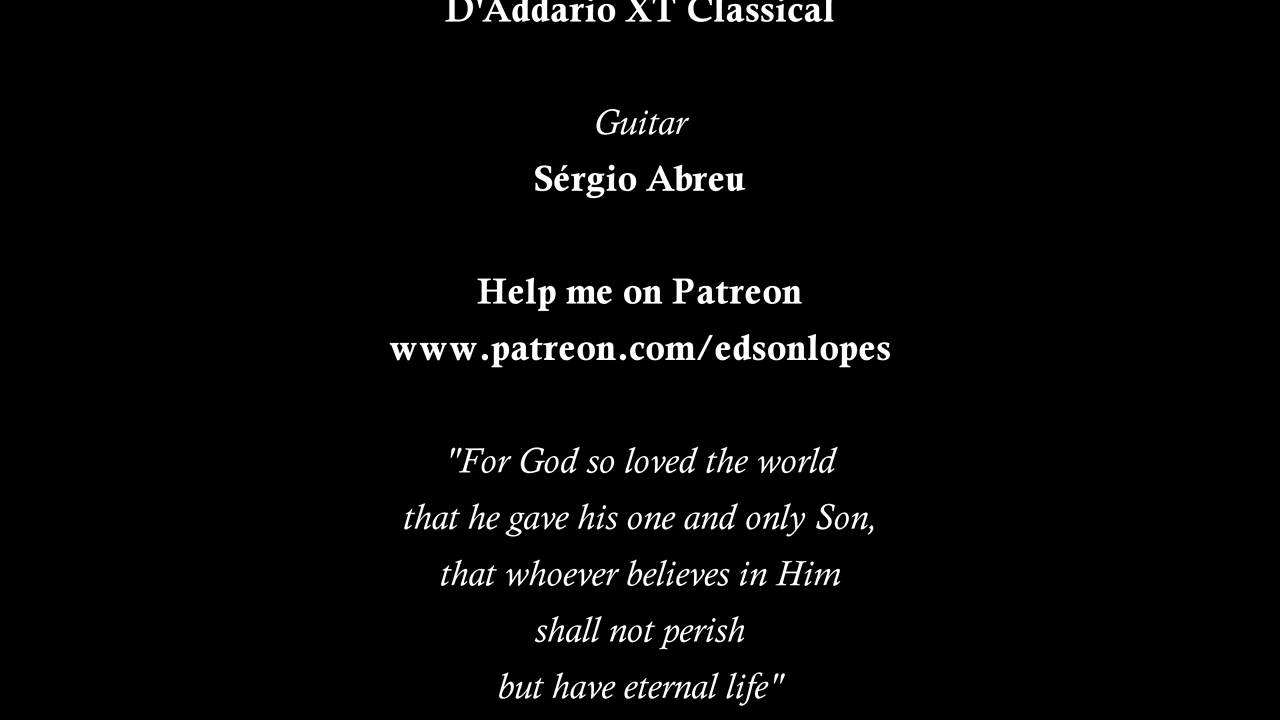 D'Addario XT Classical
Guitar
Sérgio Abreu
Help me on Patreon
www.patreon.com/edsonlopes
"For God so loved the world
that he gave his one and only Son,
that whoever believes in Him
shall not perish
but have eternal life"